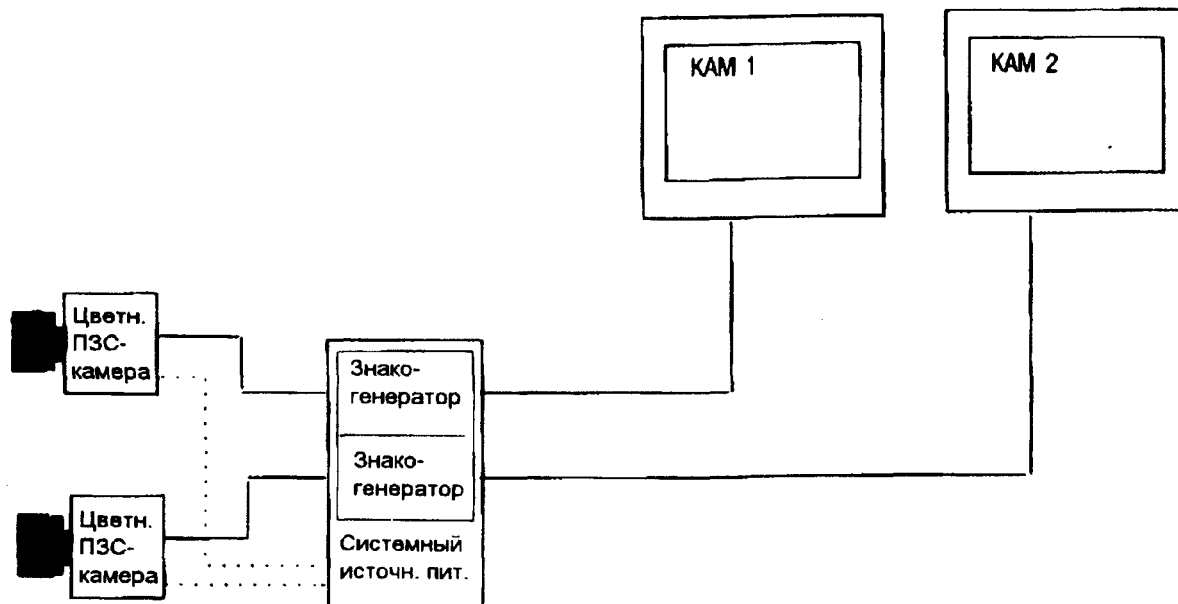 КАМ 1
КАМ 2
Цветн.
ПЗС-
камера
Знако-
генератор
Знако-
генератор
Системный
источн. пит.
Цветн.
ПЗС-
камера